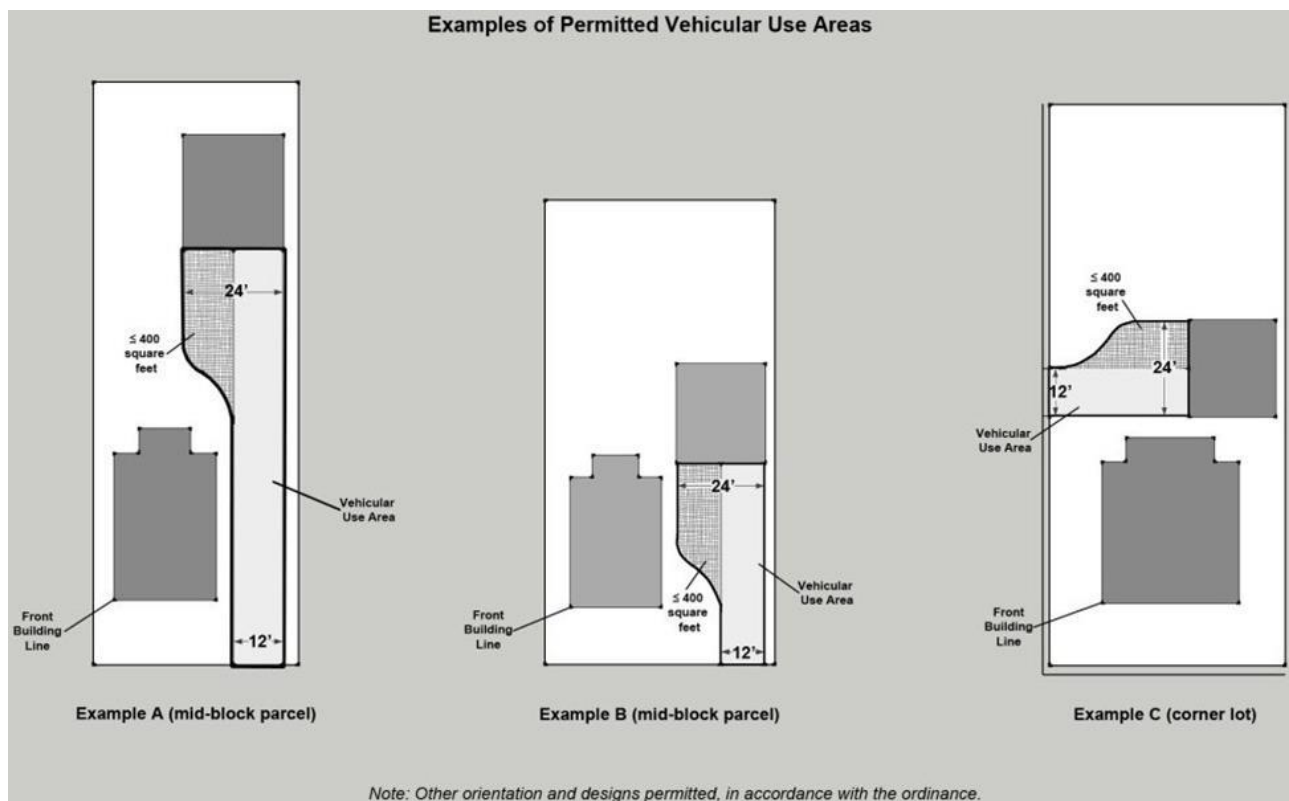 Examples of Permitted Vehicular Use Areas
24'
≤ 400
square
feet
Vehicular
Use Area
Front
Building
Line
12'
Example A (mid-block parcel)
24'
≤ 400
square
feet
Vehicular
Use Area
Front
Building
Line
12'
Example B (mid-block parcel)
≤ 400
square
feet
24'
12'
Vehicular
Use Area
Front
Building
Line
Example C (corner lot)
Note: Other orientation and designs permitted, in accordance with the ordinance.